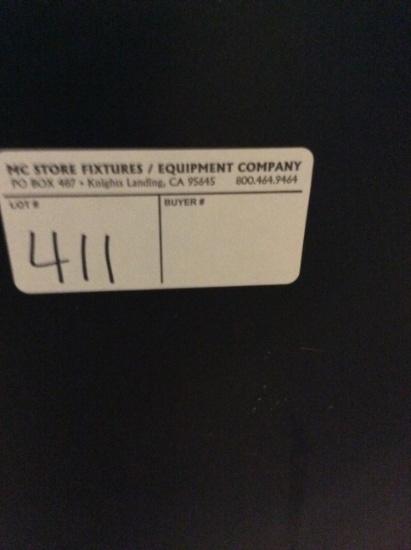 MC STORE FIXTURES / EQUIPMENT COMPANY
PO BOX 487 • Knights Landing, CA 95645 800.464.9464
LOT # BUYER #
411